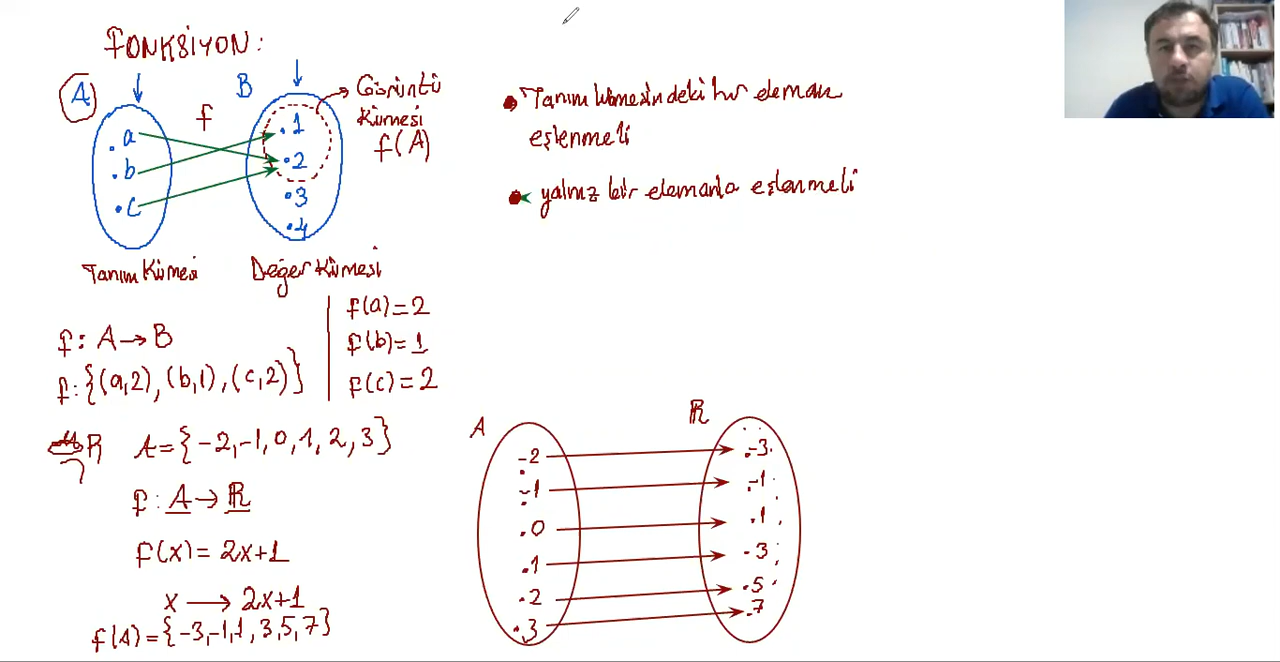 FONKSİYON:
A
f
B
Görüntü
Kümesi
f(A)
.a
.b
.c
.1
.2
.3
.4
Tanım Kümesi
Değer Kümesi
f: A→B
f: {(a,2), (b,1), (c,2)}
f(a)=2
f(b)=1
f(c)=2
• Tanım kümesindeki her eleman
eşlenmeli
• yalnız bir elemanla eşlenmeli
R A={-2,-1,0,1,2,3}
f: A→R
f(x)=2x+1
x → 2x+1
f(A)={-3,-1,1,3,5,7}
A
-2
-1
.0
.1
.2
.3
R
.-3
.-1
.1
.3
.5
.7